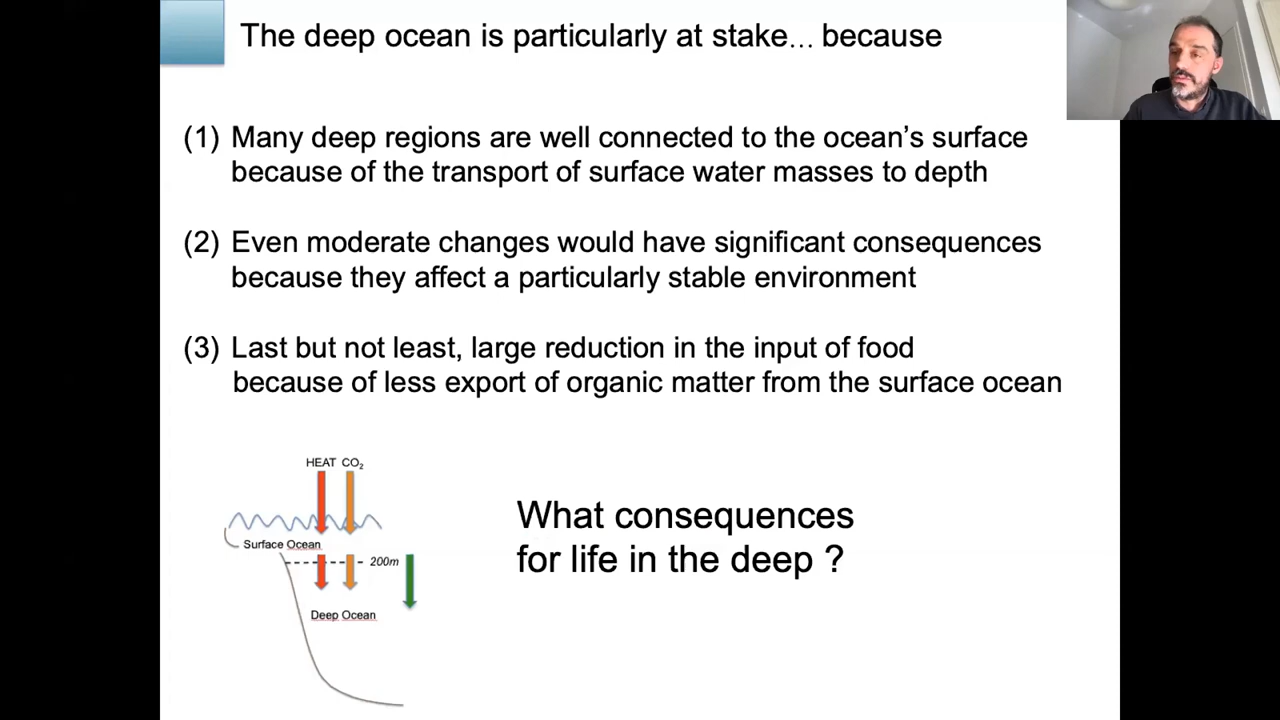 The deep ocean is particularly at stake... because
(1) Many deep regions are well connected to the ocean's surface
because of the transport of surface water masses to depth
(2) Even moderate changes would have significant consequences
because they affect a particularly stable environment
(3) Last but not least, large reduction in the input of food
because of less export of organic matter from the surface ocean
HEAT CO₂
Surface Ocean
200m
Deep Ocean
What consequences
for life in the deep ?